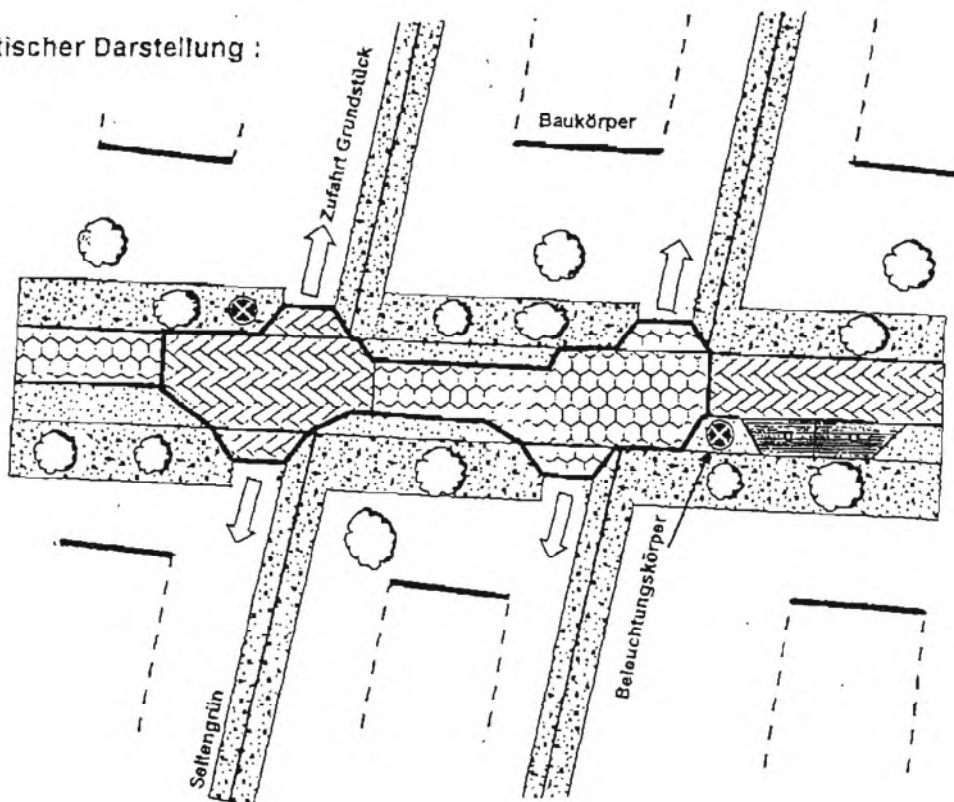 tischer Darstellung :
Zufahrt Grundstück
Baukörper
Beleuchtungskörper
Seitengrün